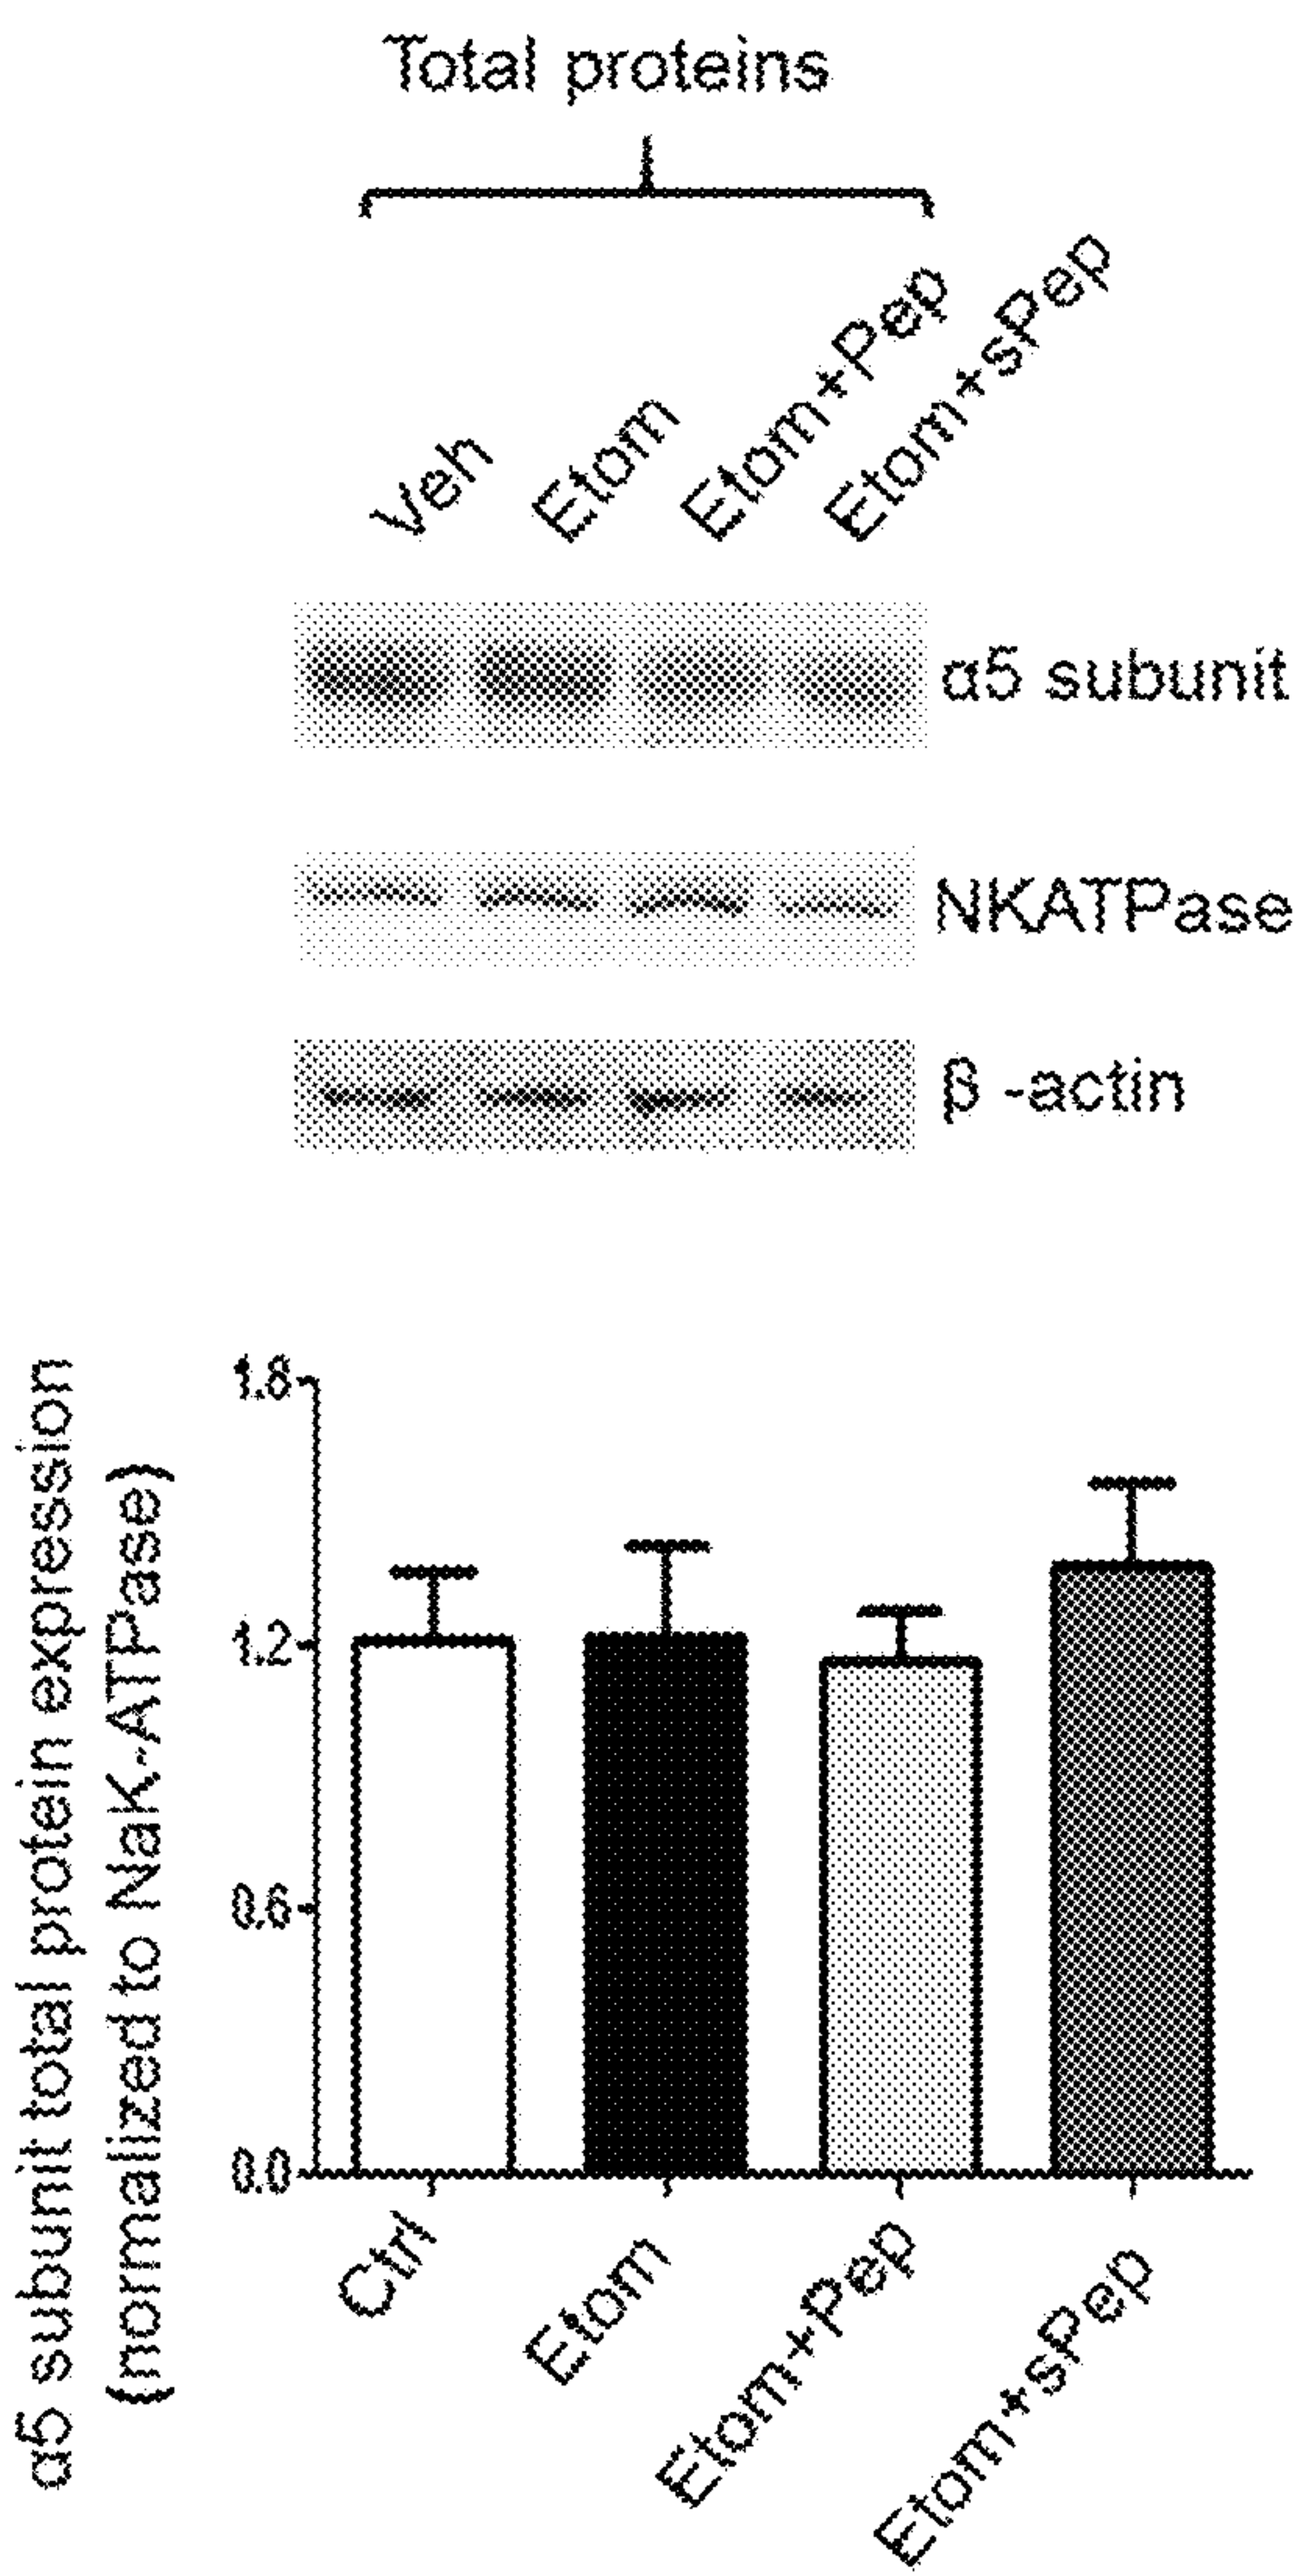 Total proteins
Veh
Etom
Etom+Pep
Etom+sPep
α5 subunit
NKATPase
β -actin
α5 subunit total protein expression
(normalized to NaK-ATPase)
1.8
1.2
0.6
0.0
Ctrl
Etom
Etom+Pep
Etom+sPep